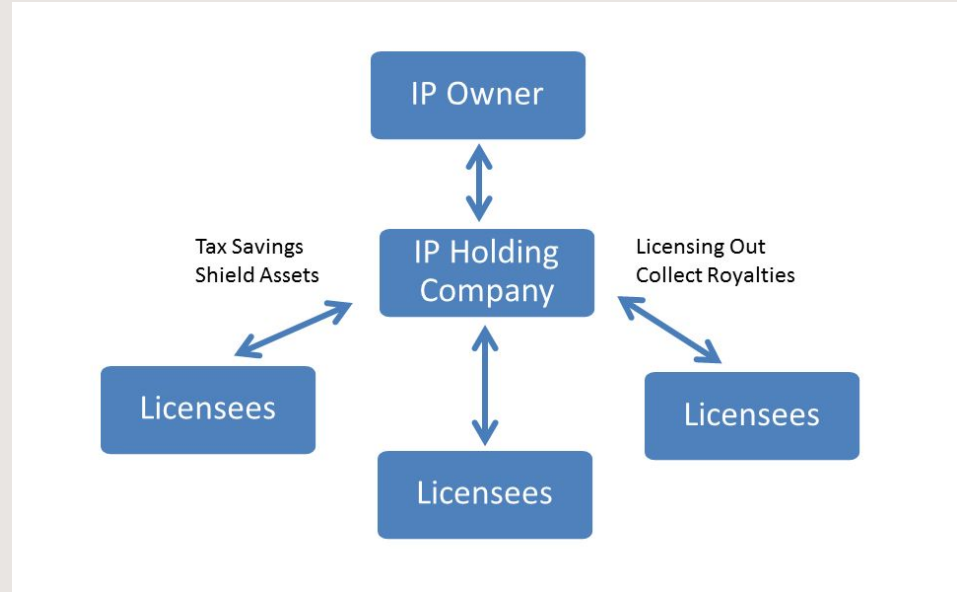 IP Owner
Tax Savings
Shield Assets
IP Holding
Company
Licensing Out
Collect Royalties
Licensees
Licensees
Licensees